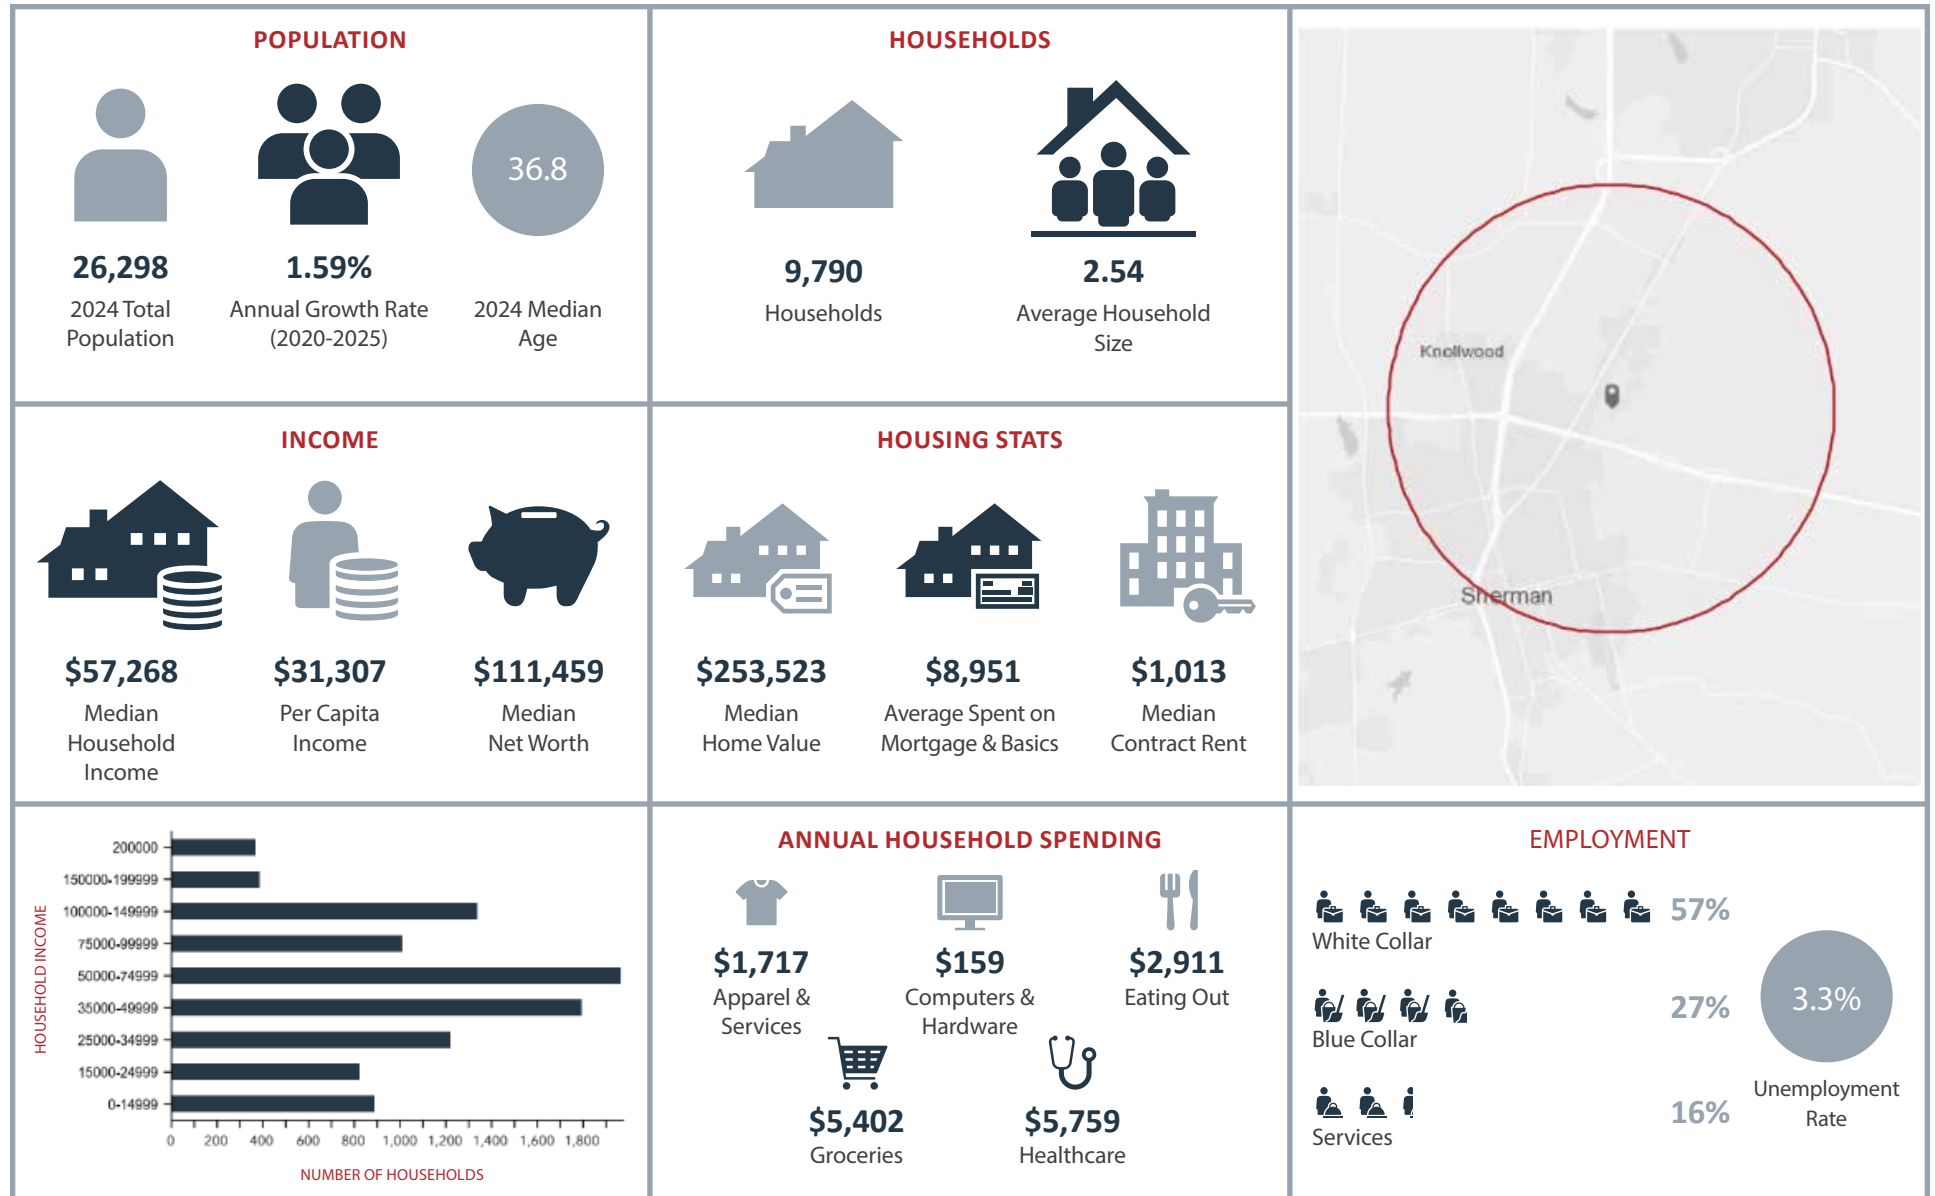 POPULATION
36.8
26,298
2024 Total
Population
1.59%
Annual Growth Rate
(2020-2025)
2024 Median
Age
HOUSEHOLDS
9,790
Households
2.54
Average Household
Size
Knollwood
Sherman
INCOME
$57,268
Median
Household
Income
$31,307
Per Capita
Income
$111,459
Median
Net Worth
HOUSING STATS
$253,523
Median
Home Value
$8,951
Average Spent on
Mortgage & Basics
$1,013
Median
Contract Rent
HOUSEHOLD INCOME
200000
150000-199999
100000-149999
75000-99999
50000-74999
35000-49999
25000-34999
15000-24999
0-14999
0 200 400 600 800 1,000 1,200 1,400 1,600 1,800
NUMBER OF HOUSEHOLDS
ANNUAL HOUSEHOLD SPENDING
$1,717
Apparel &
Services
$159
Computers &
Hardware
$2,911
Eating Out
$5,402
Groceries
$5,759
Healthcare
EMPLOYMENT
57%
White Collar
27%
Blue Collar
16%
Services
3.3%
Unemployment
Rate